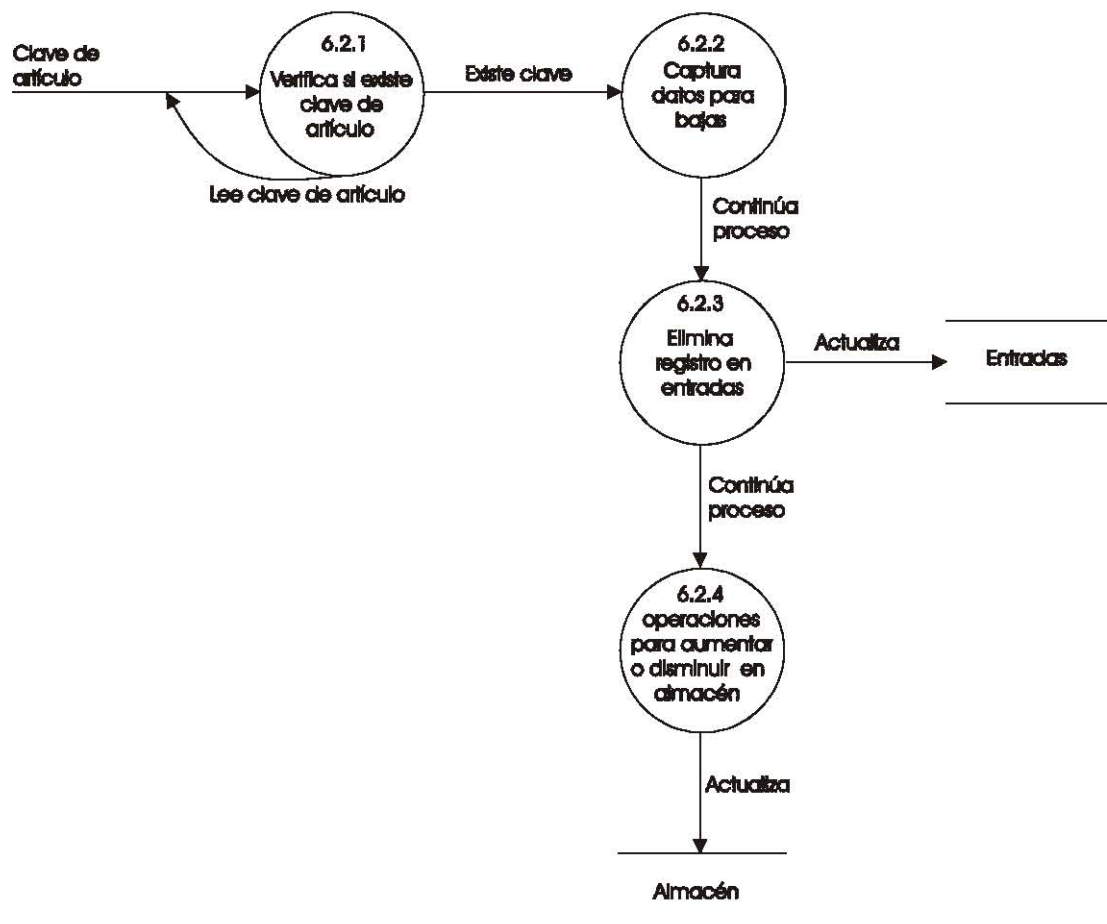 Clave de
artículo
6.2.1
Verifica si existe
clave de
artículo
Lee clave de artículo
Existe clave
6.2.2
Captura
datos para
bajas
Continúa
proceso
6.2.3
Elimina
registro en
entradas
Actualiza
Entradas
Continúa
proceso
6.2.4
operaciones
para aumentar
o disminuir en
almacén
Actualiza
Almacén